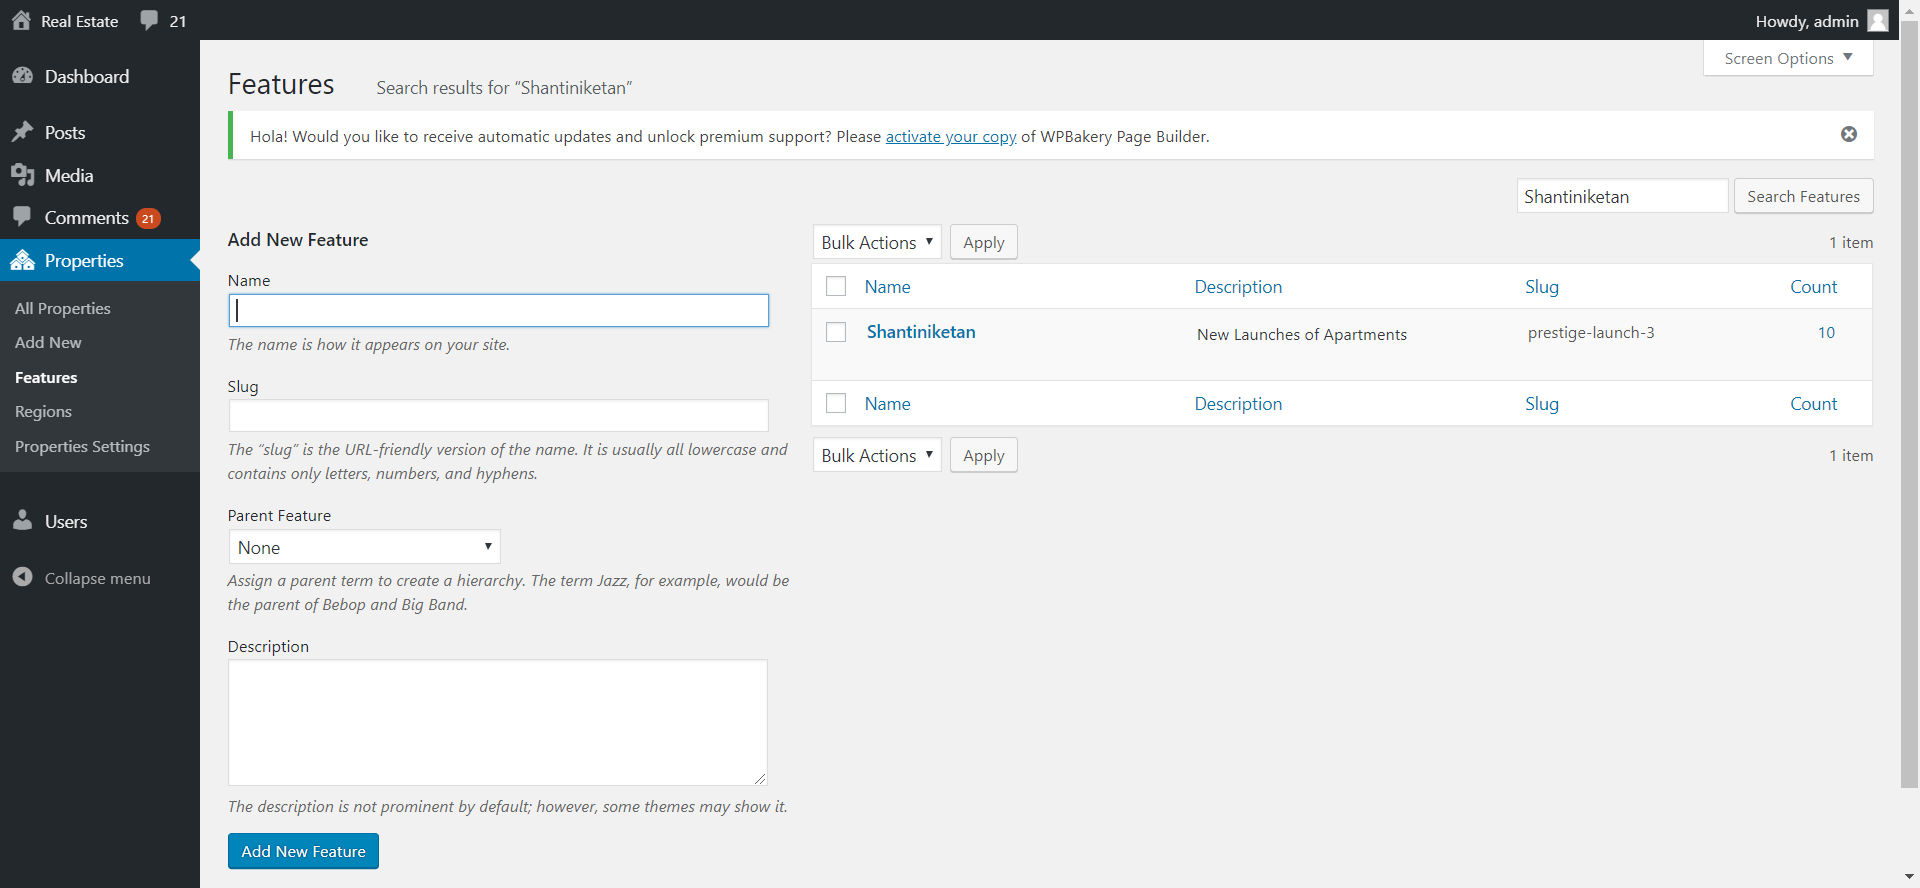 Real Estate 21 Howdy, admin
Dashboard
Posts
Media
Comments 21
Properties
All Properties
Add New
Features
Regions
Properties Settings
Users
Collapse menu
Screen Options
Features Search results for “Shantiniketan”
Hola! Would you like to receive automatic updates and unlock premium support? Please activate your copy of WPBakery Page Builder.
Shantiniketan Search Features
Add New Feature
Name
The name is how it appears on your site.
Slug
The “slug” is the URL-friendly version of the name. It is usually all lowercase and
contains only letters, numbers, and hyphens.
Parent Feature
None
Assign a parent term to create a hierarchy. The term Jazz, for example, would be
the parent of Bebop and Big Band.
Description
The description is not prominent by default; however, some themes may show it.
Add New Feature
Bulk Actions Apply 1 item
Name Description Slug Count
Shantiniketan New Launches of Apartments prestige-launch-3 10
Name Description Slug Count
Bulk Actions Apply 1 item